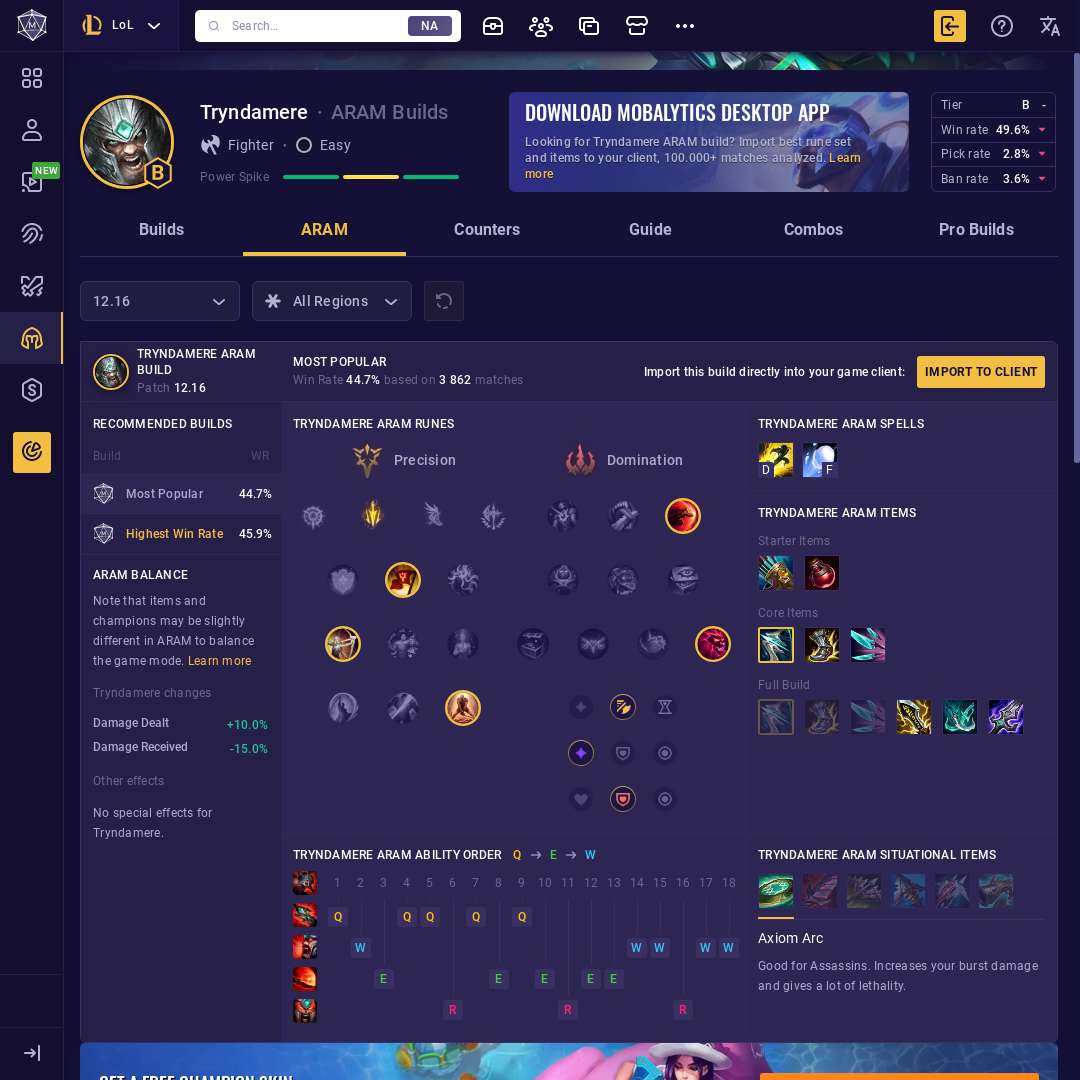 LoL
Search...
NA
NEW
Tryndamere · ARAM Builds
Fighter · Easy
Power Spike
B
DOWNLOAD MOBALYTICS DESKTOP APP
Looking for Tryndamere ARAM build? Import best rune set
and items to your client, 100.000+ matches analyzed. Learn
more
Tier B -
Win rate 49.6%
Pick rate 2.8%
Ban rate 3.6%
Builds
ARAM
Counters
Guide
Combos
Pro Builds
12.16
All Regions
TRYNDAMERE ARAM
BUILD
Patch 12.16
MOST POPULAR
Win Rate 44.7% based on 3 862 matches
Import this build directly into your game client:
IMPORT TO CLIENT
RECOMMENDED BUILDS
Build WR
Most Popular 44.7%
Highest Win Rate 45.9%
ARAM BALANCE
Note that items and
champions may be slightly
different in ARAM to balance
the game mode. Learn more
Tryndamere changes
Damage Dealt +10.0%
Damage Received -15.0%
Other effects
No special effects for
Tryndamere.
TRYNDAMERE ARAM RUNES
Precision
Domination
TRYNDAMERE ARAM SPELLS
D
F
TRYNDAMERE ARAM ITEMS
Starter Items
Core Items
Full Build
TRYNDAMERE ARAM ABILITY ORDER Q → E → W
1 2 3 4 5 6 7 8 9 10 11 12 13 14 15 16 17 18
Q Q Q Q Q
W W W W W
E E E E E
R R R
TRYNDAMERE ARAM SITUATIONAL ITEMS
Axiom Arc
Good for Assassins. Increases your burst damage
and gives a lot of lethality.
GET A FREE CHAMPION SKIN